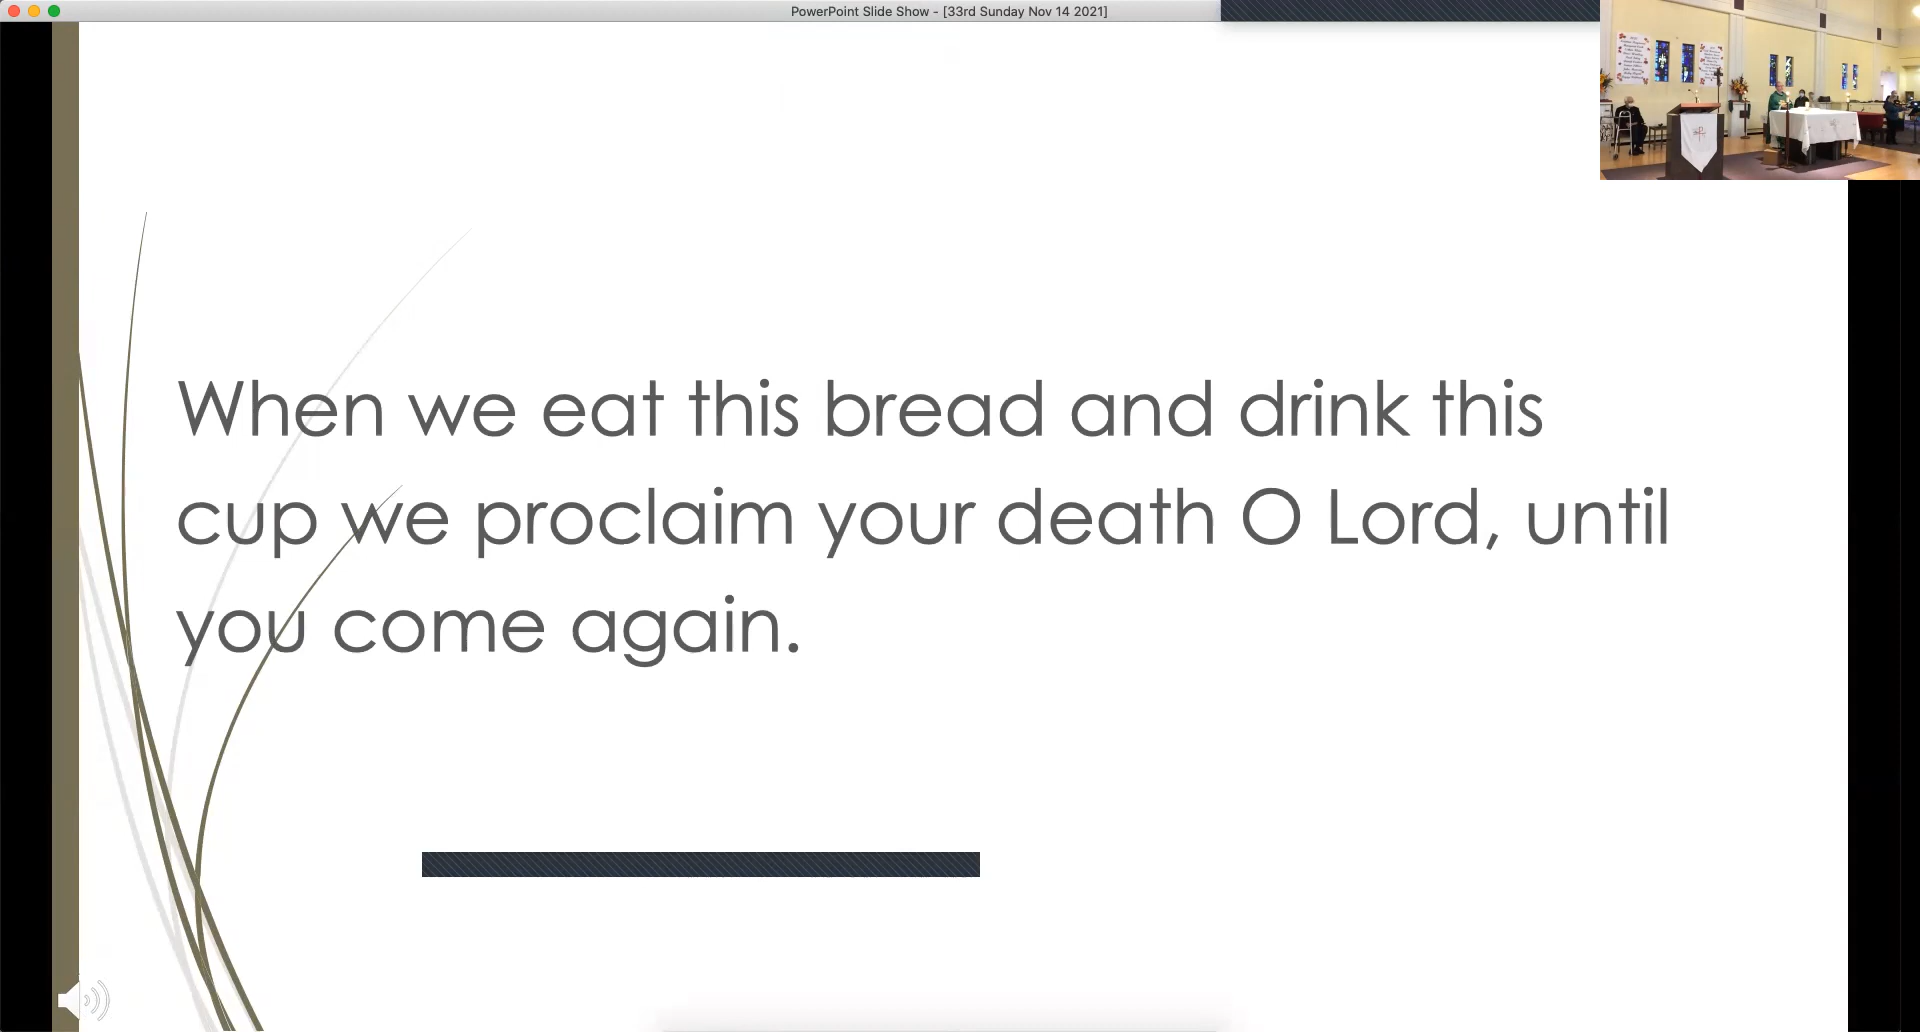 PowerPoint Slide Show - [33rd Sunday Nov 14 2021]
When we eat this bread and drink this
cup we proclaim your death O Lord, until
you come again.